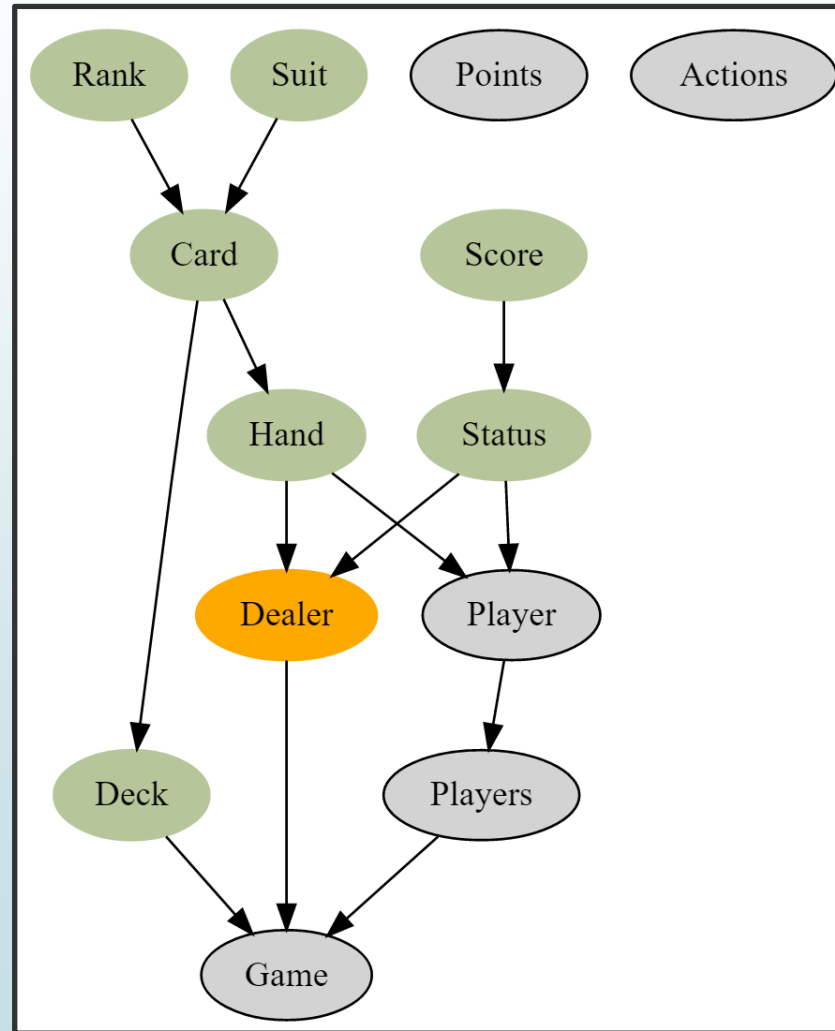 Rank
Suit
Points
Actions
Card
Score
Hand
Status
Dealer
Player
Deck
Players
Game